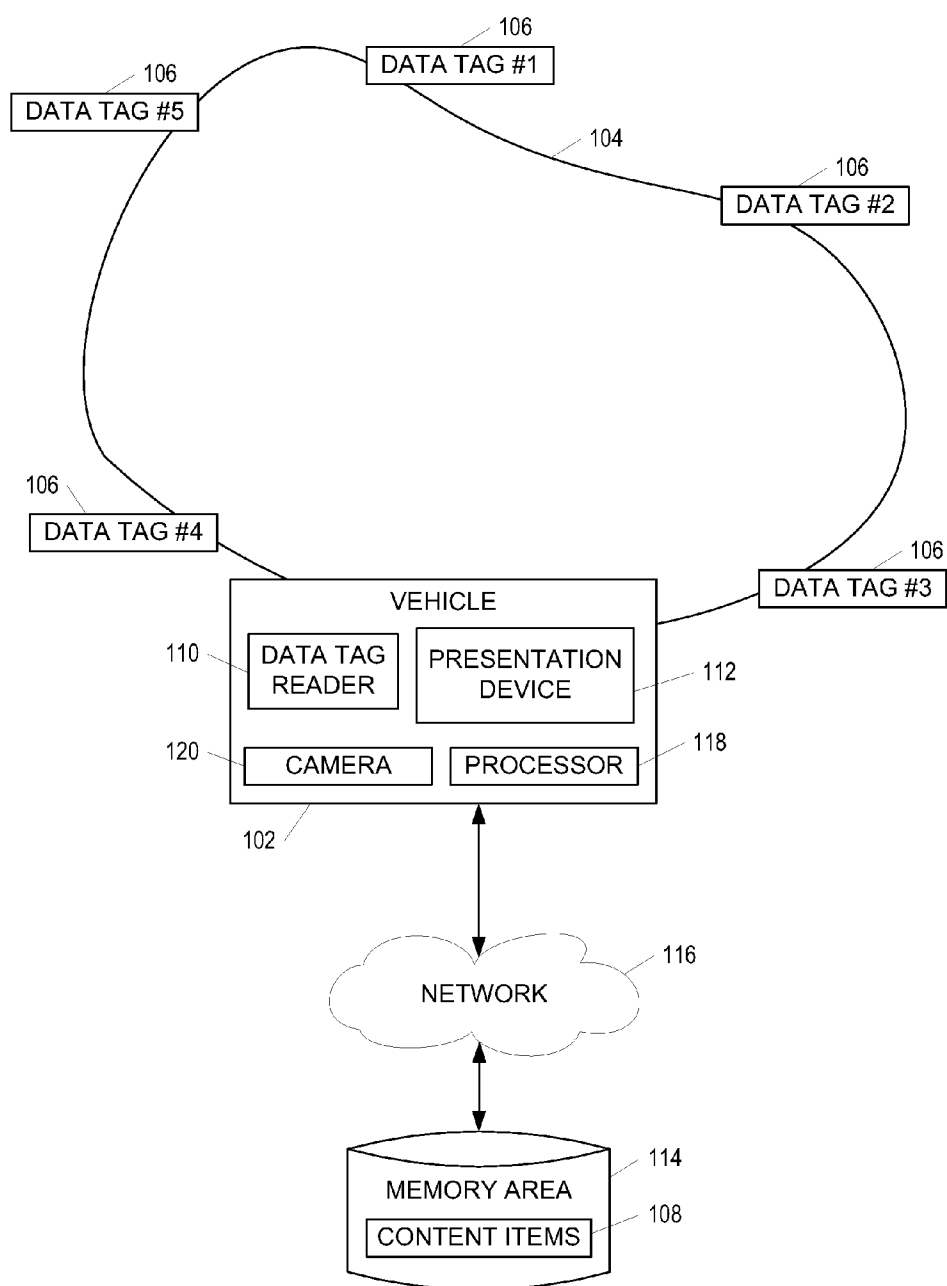 106
DATA TAG #1
106
DATA TAG #5
104
106
DATA TAG #2
106
DATA TAG #4
106
DATA TAG #3
VEHICLE
110
DATA TAG
READER
PRESENTATION
DEVICE
112
120
CAMERA
PROCESSOR
118
102
NETWORK
116
MEMORY AREA
114
CONTENT ITEMS
108